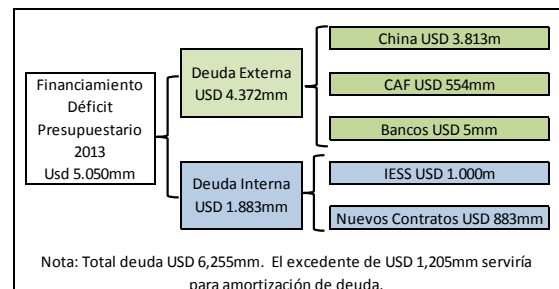 Financiamiento
Déficit
Presupuestario
2013
Usd 5.050mm
Deuda Externa
USD 4.372mm
China USD 3.813m
CAF USD 554mm
Bancos USD 5mm
Deuda Interna
USD 1.883mm
IESS USD 1.000m
Nuevos Contratos USD 883mm
Nota: Total deuda USD 6,255mm. El excedente de USD 1,205mm serviría
para amortización de deuda.